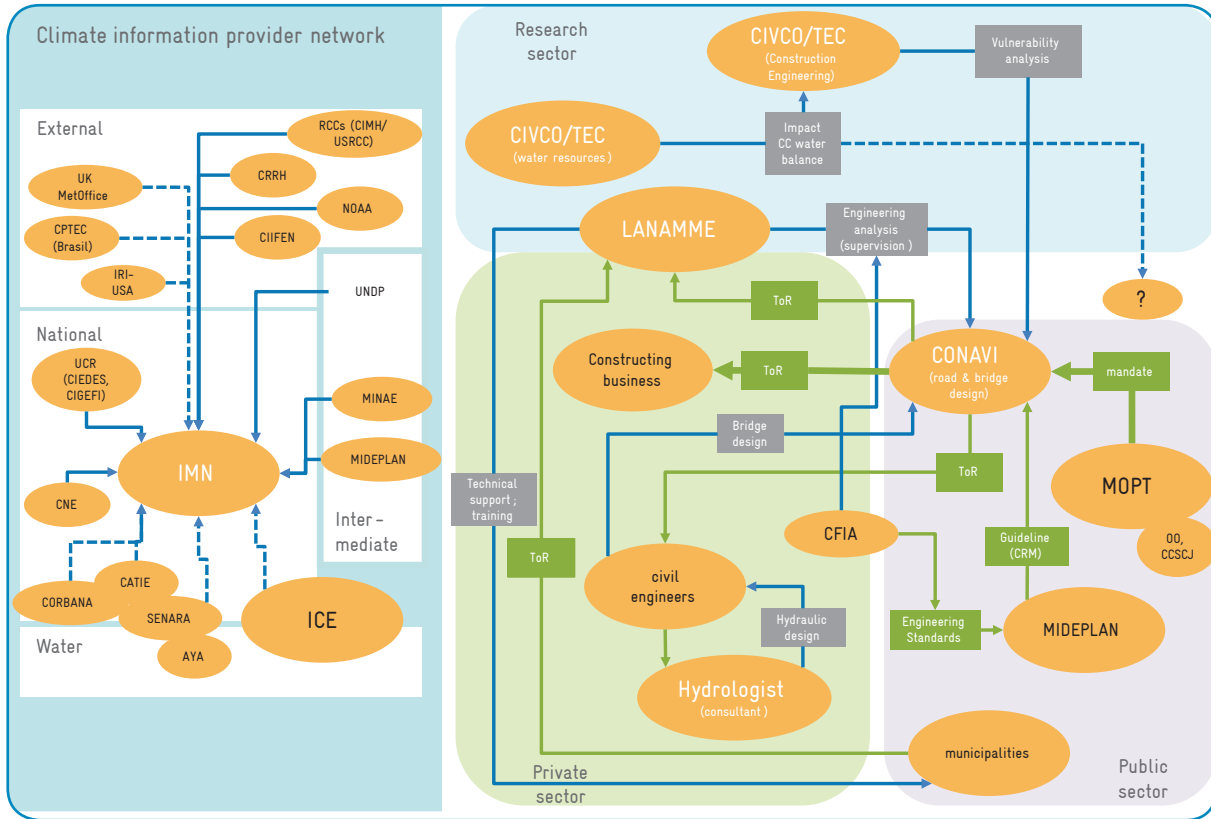 Climate information provider network
External
RCCs (CIMH/
USRCC)
CRRH
UK
MetOffice
NOAA
CPTEC
(Brasil)
CIIFEN
IRI-
USA
UNDP
National
UCR
(CIEDES,
CIGEFI)
MINAE
IMN
MIDEPLAN
CNE
Inter-
mediate
CATIE
CORBANA
SENARA
ICE
AYA
Water
Research
sector
CIVCO/TEC
(Construction
Engineering)
Vulnerability
analysis
CIVCO/TEC
(water resources)
Impact
CC water
balance
LANAMME
Engineering
analysis
(supervision)
?
ToR
Constructing
business
ToR
CONAVI
(road & bridge
design)
mandate
Bridge
design
ToR
MOPT
Technical
support;
training
CFIA
Guideline
(CRM)
OO,
CCSCJ
ToR
civil
engineers
Hydraulic
design
Engineering
Standards
MIDEPLAN
Hydrologist
(consultant)
municipalities
Private
sector
Public
sector